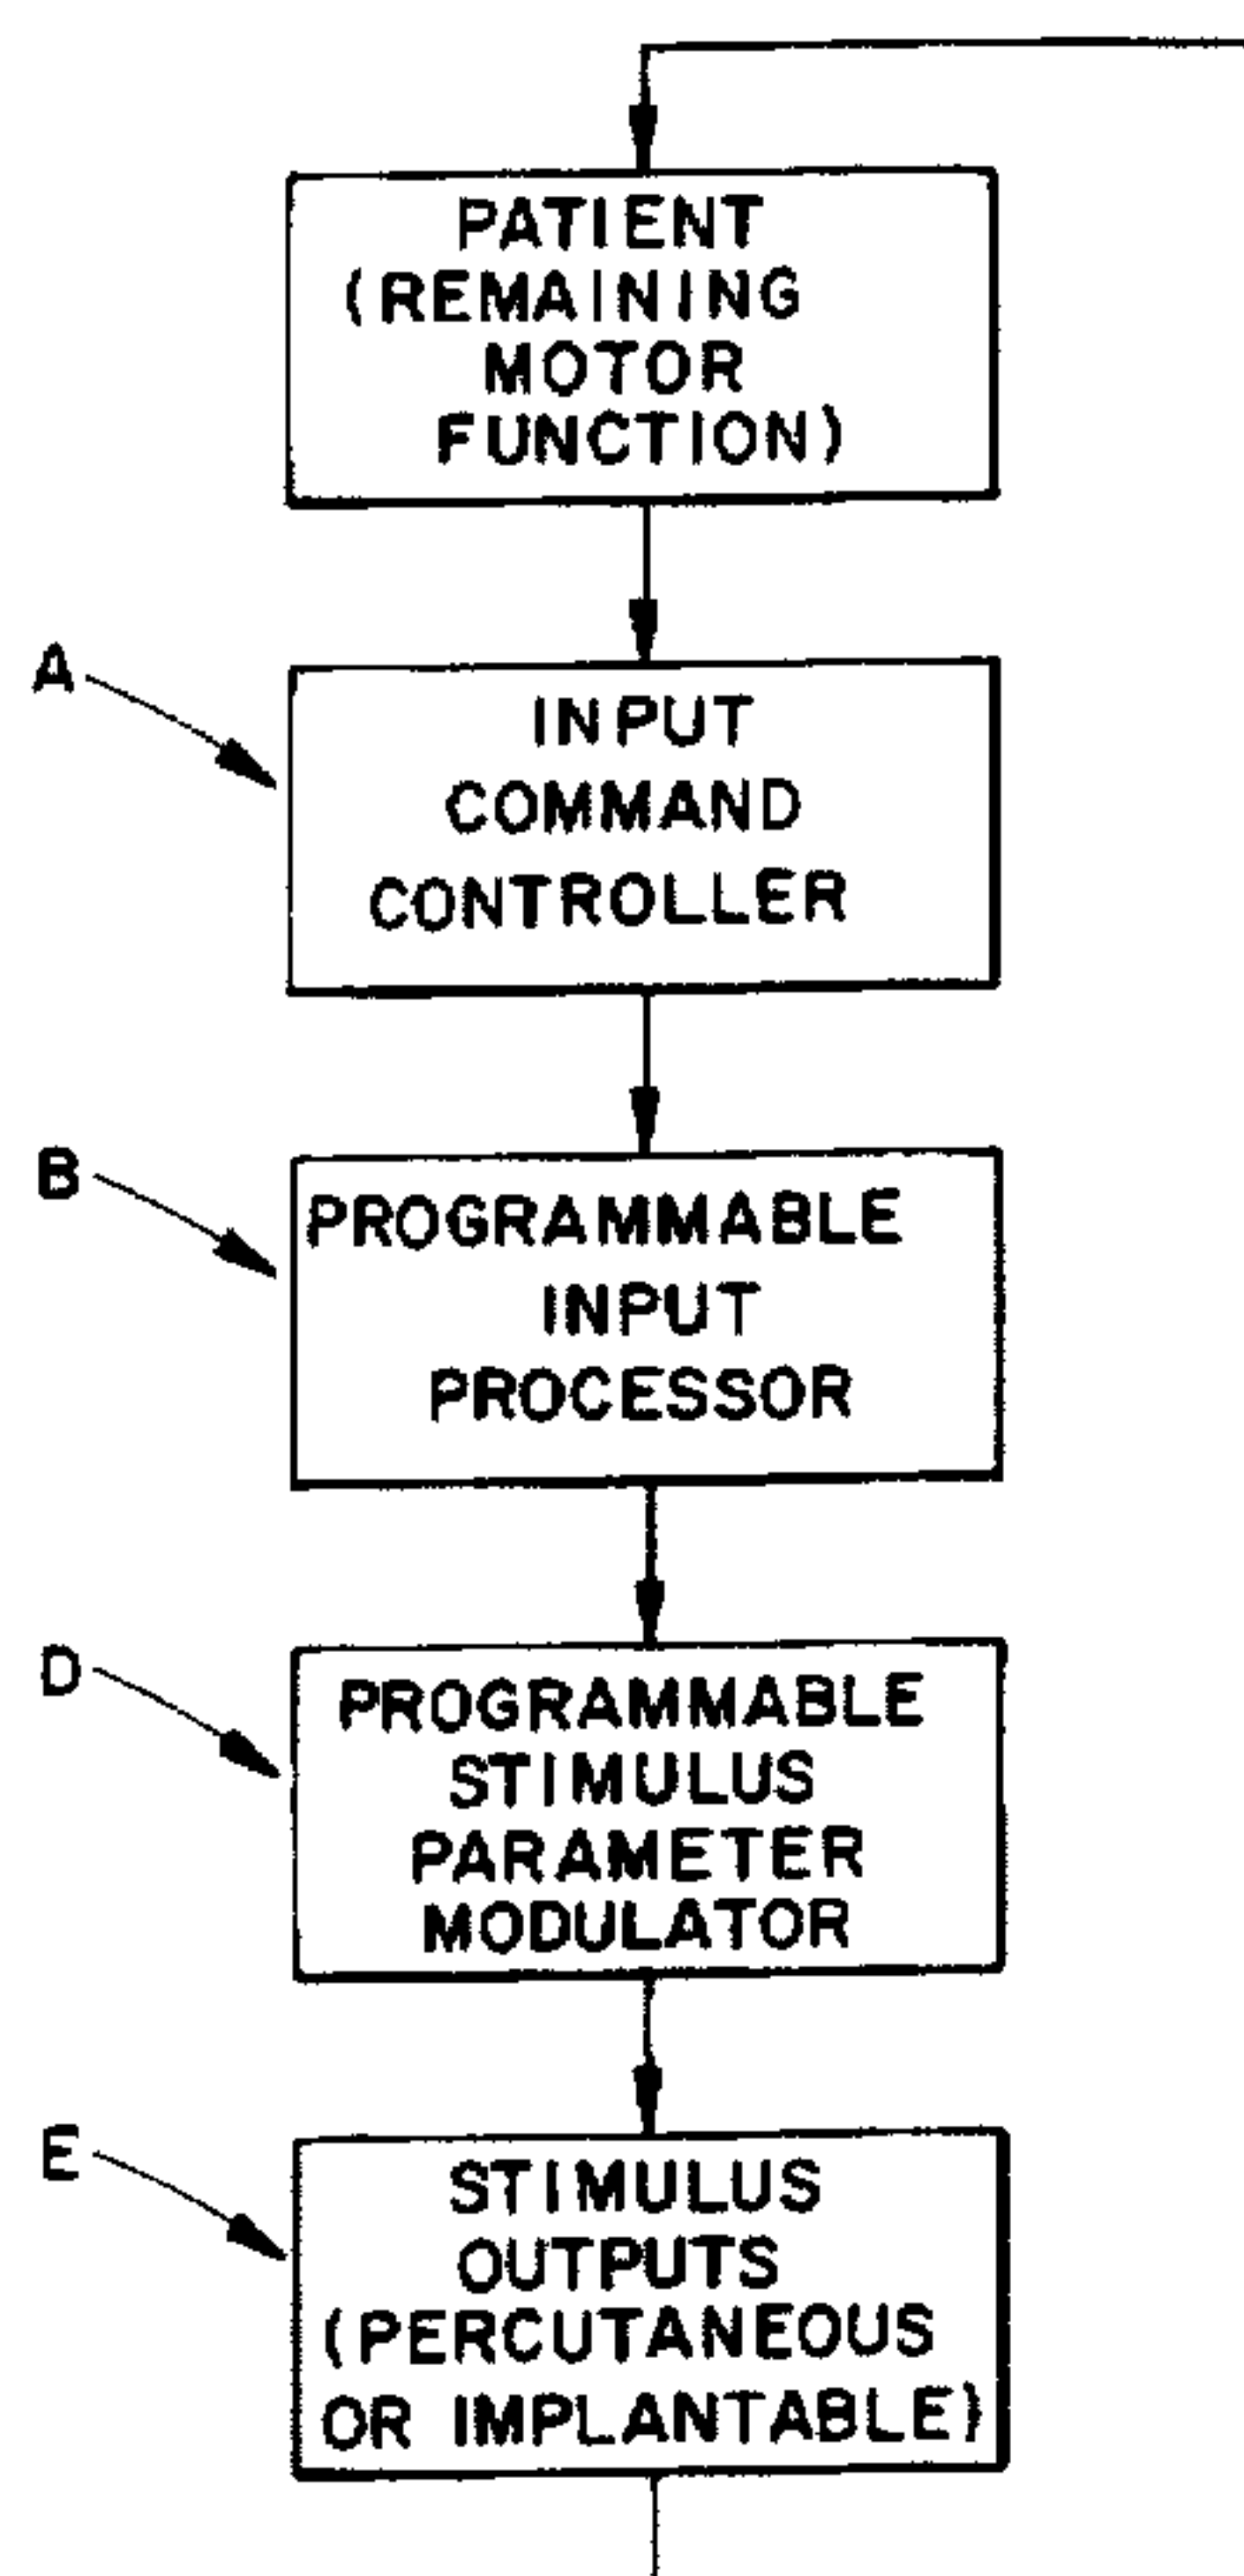 PATIENT
(REMAINING
MOTOR
FUNCTION)
A
INPUT
COMMAND
CONTROLLER
B
PROGRAMMABLE
INPUT
PROCESSOR
D
PROGRAMMABLE
STIMULUS
PARAMETER
MODULATOR
E
STIMULUS
OUTPUTS
(PERCUTANEOUS
OR IMPLANTABLE)